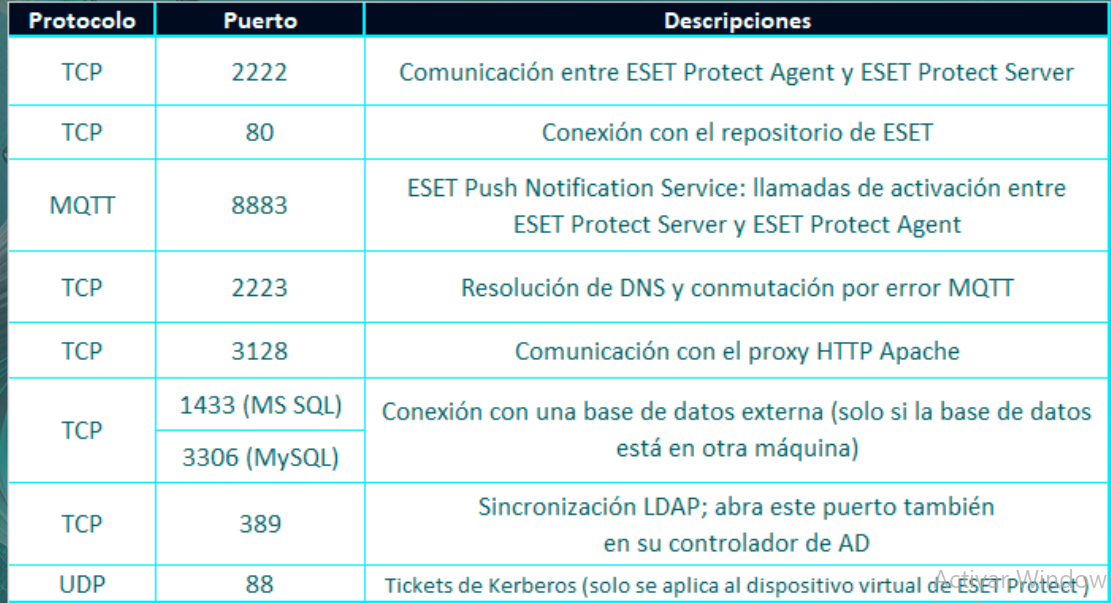 Protocolo Puerto Descripciones
TCP 2222 Comunicación entre ESET Protect Agent y ESET Protect Server
TCP 80 Conexión con el repositorio de ESET
MQTT 8883 ESET Push Notification Service: llamadas de activación entre
ESET Protect Server y ESET Protect Agent
TCP 2223 Resolución de DNS y conmutación por error MQTT
TCP 3128 Comunicación con el proxy HTTP Apache
TCP 1433 (MS SQL) Conexión con una base de datos externa (solo si la base de datos
3306 (MySQL) está en otra máquina)
TCP 389 Sincronización LDAP; abra este puerto también
en su controlador de AD
UDP 88 Tickets de Kerberos (solo se aplica al dispositivo virtual de ESET Protect )
Activar Window